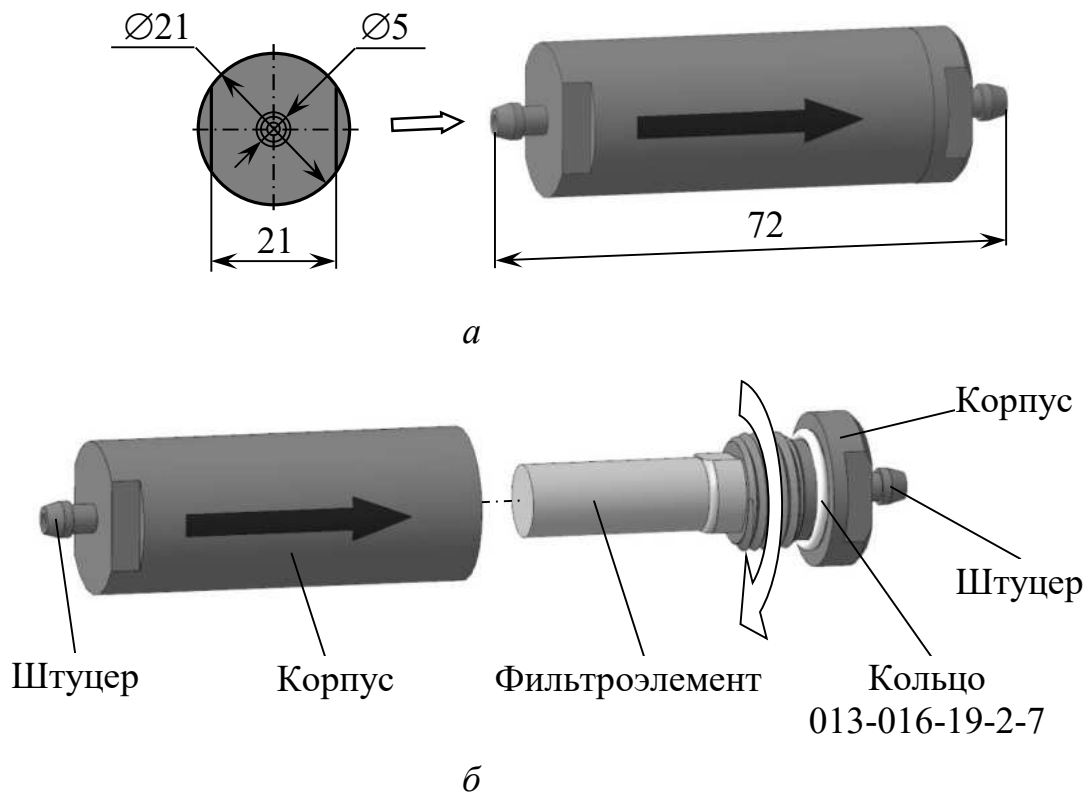 ∅21
∅5
21
72
а
Корпус
Штуцер
Штуцер
Корпус
Фильтроэлемент
Кольцо
013-016-19-2-7
б